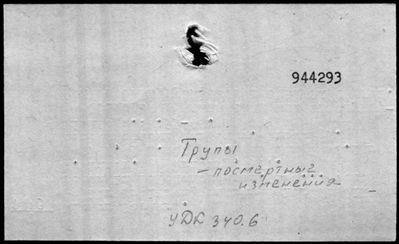 944293
Трупы
- посмертные
изменения
УДК 340.6